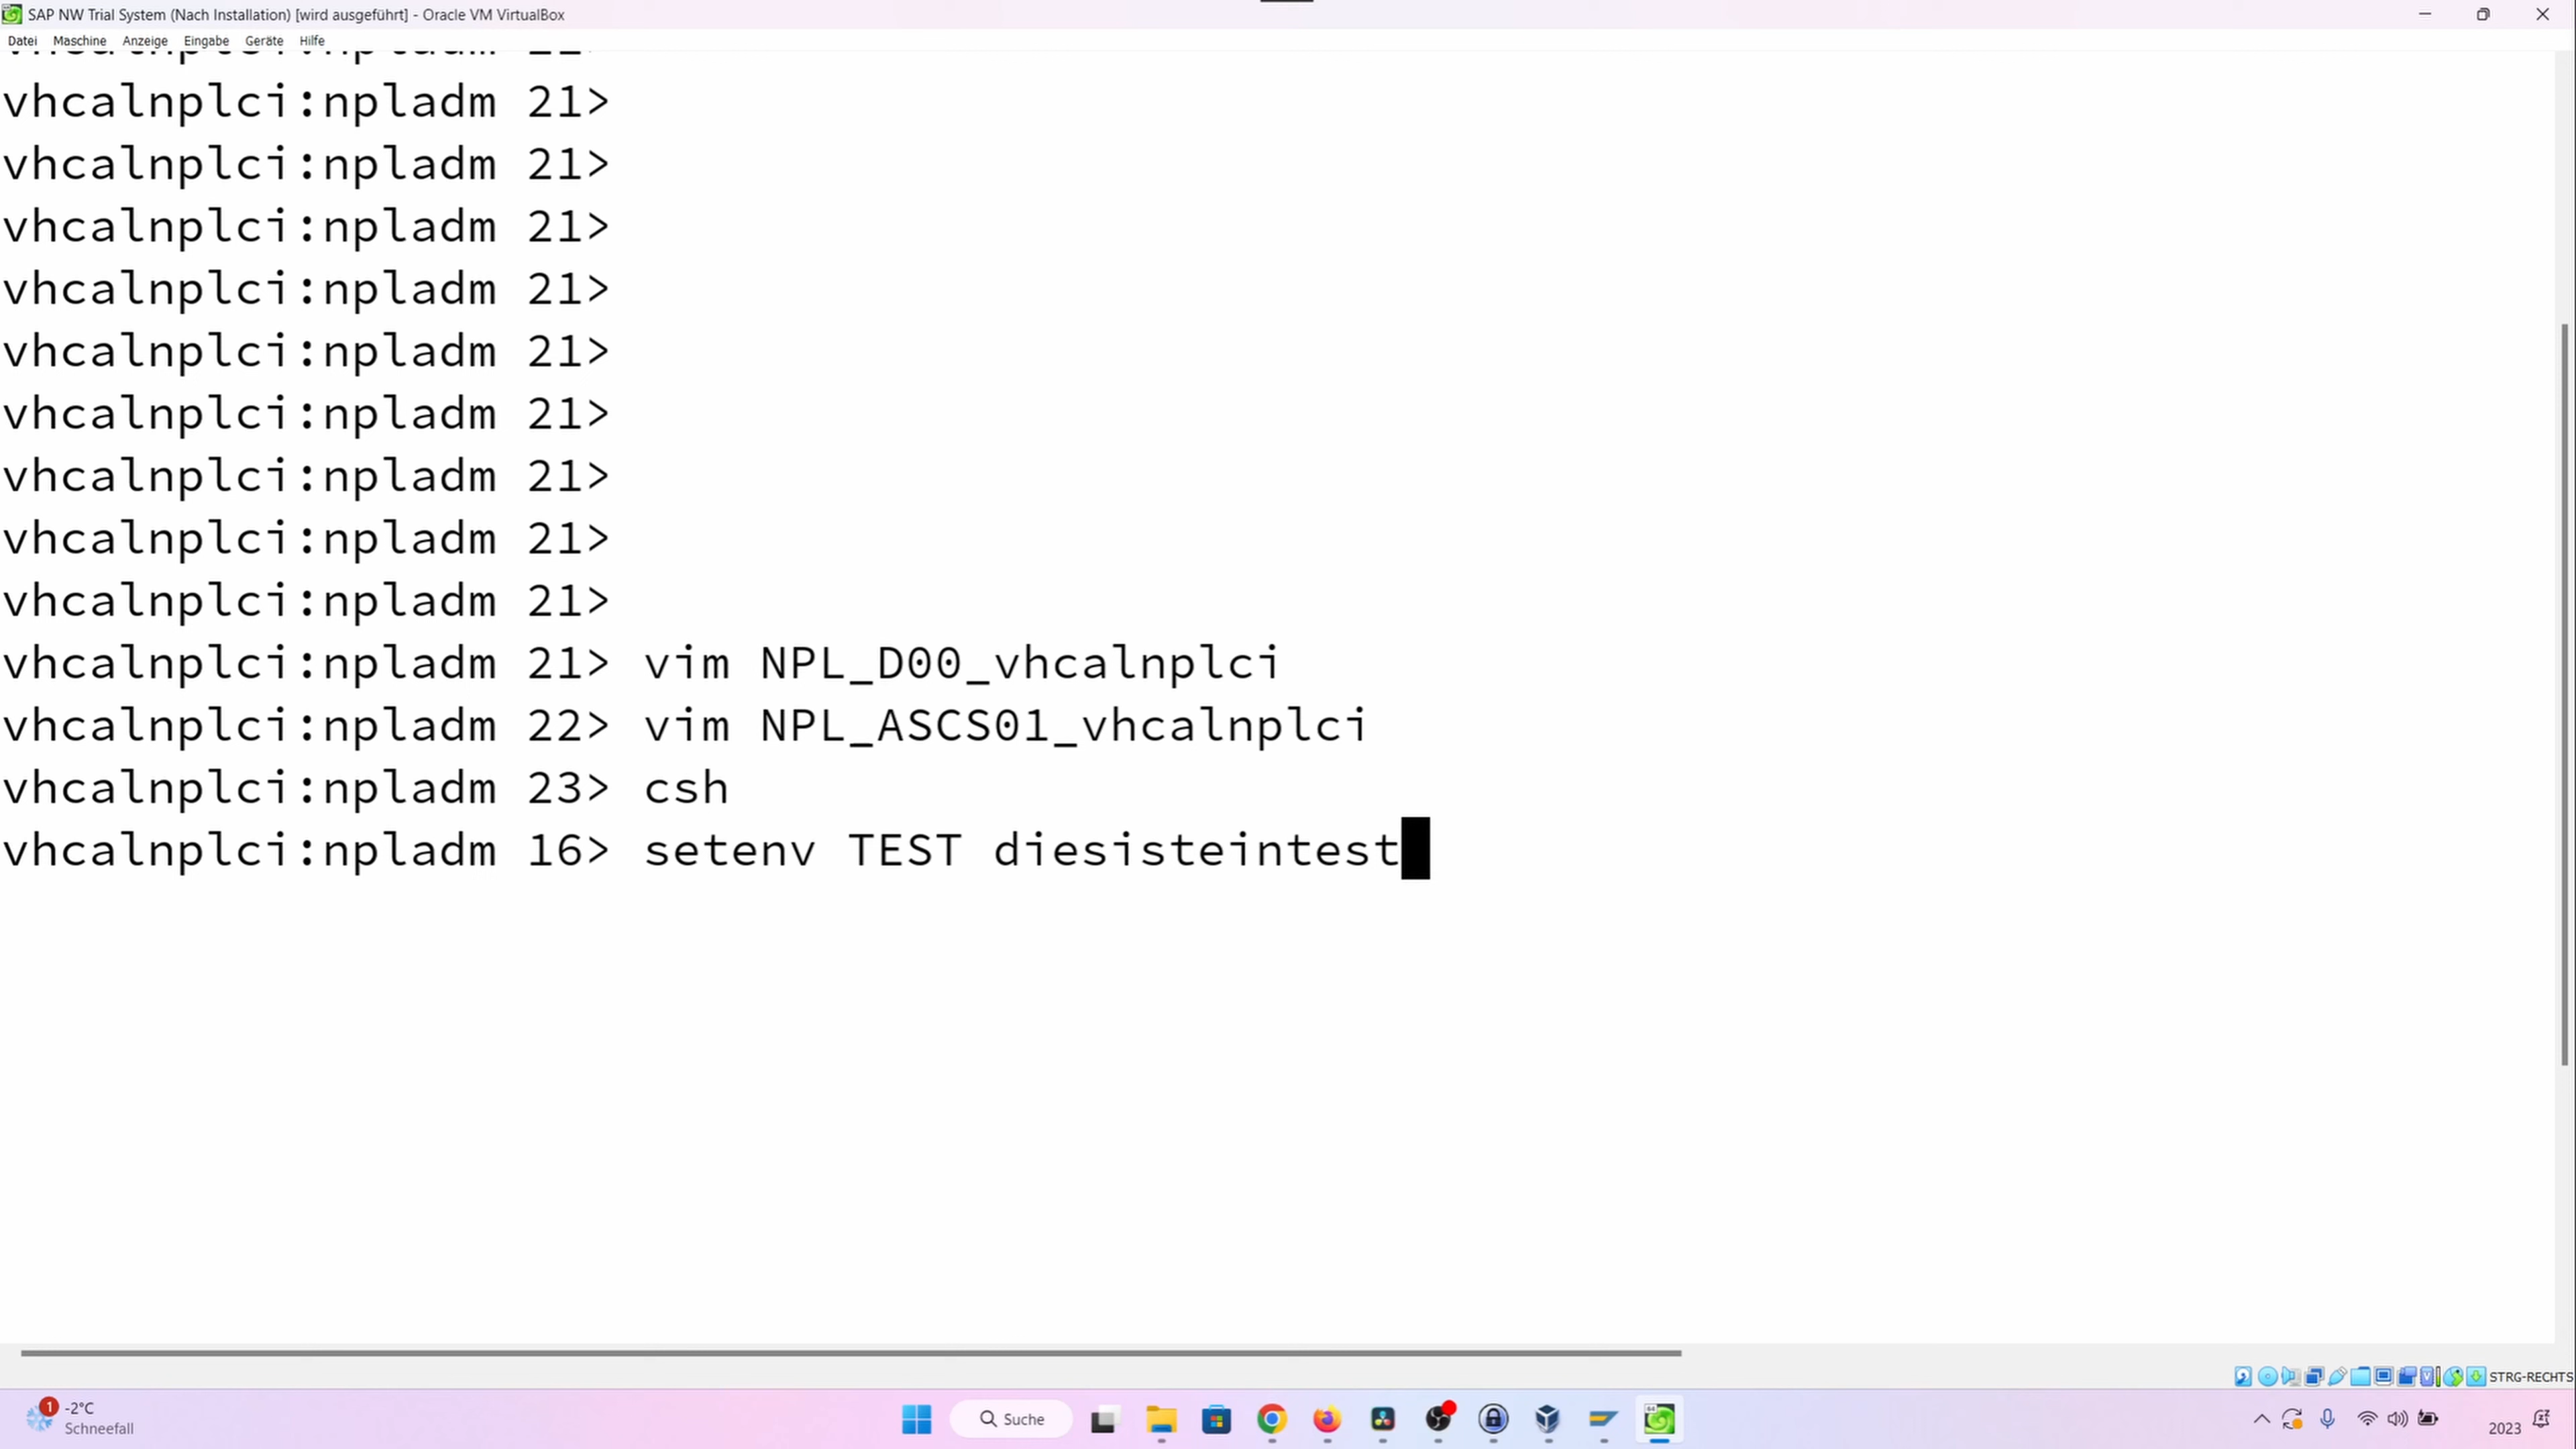 SAP NW Trial System (Nach Installation) [wird ausgeführt] - Oracle VM VirtualBox
Datei Maschine Anzeige Eingabe Geräte Hilfe
vhcalnplci:npladm 21>
vhcalnplci:npladm 21>
vhcalnplci:npladm 21>
vhcalnplci:npladm 21>
vhcalnplci:npladm 21>
vhcalnplci:npladm 21>
vhcalnplci:npladm 21>
vhcalnplci:npladm 21>
vhcalnplci:npladm 21>
vhcalnplci:npladm 21> vim NPL_D00_vhcalnplci
vhcalnplci:npladm 22> vim NPL_ASCS01_vhcalnplci
vhcalnplci:npladm 23> csh
vhcalnplci:npladm 16> setenv TEST diesisteintest
STRG-RECHTS
1
-2°C
Schneefall
Suche
2023